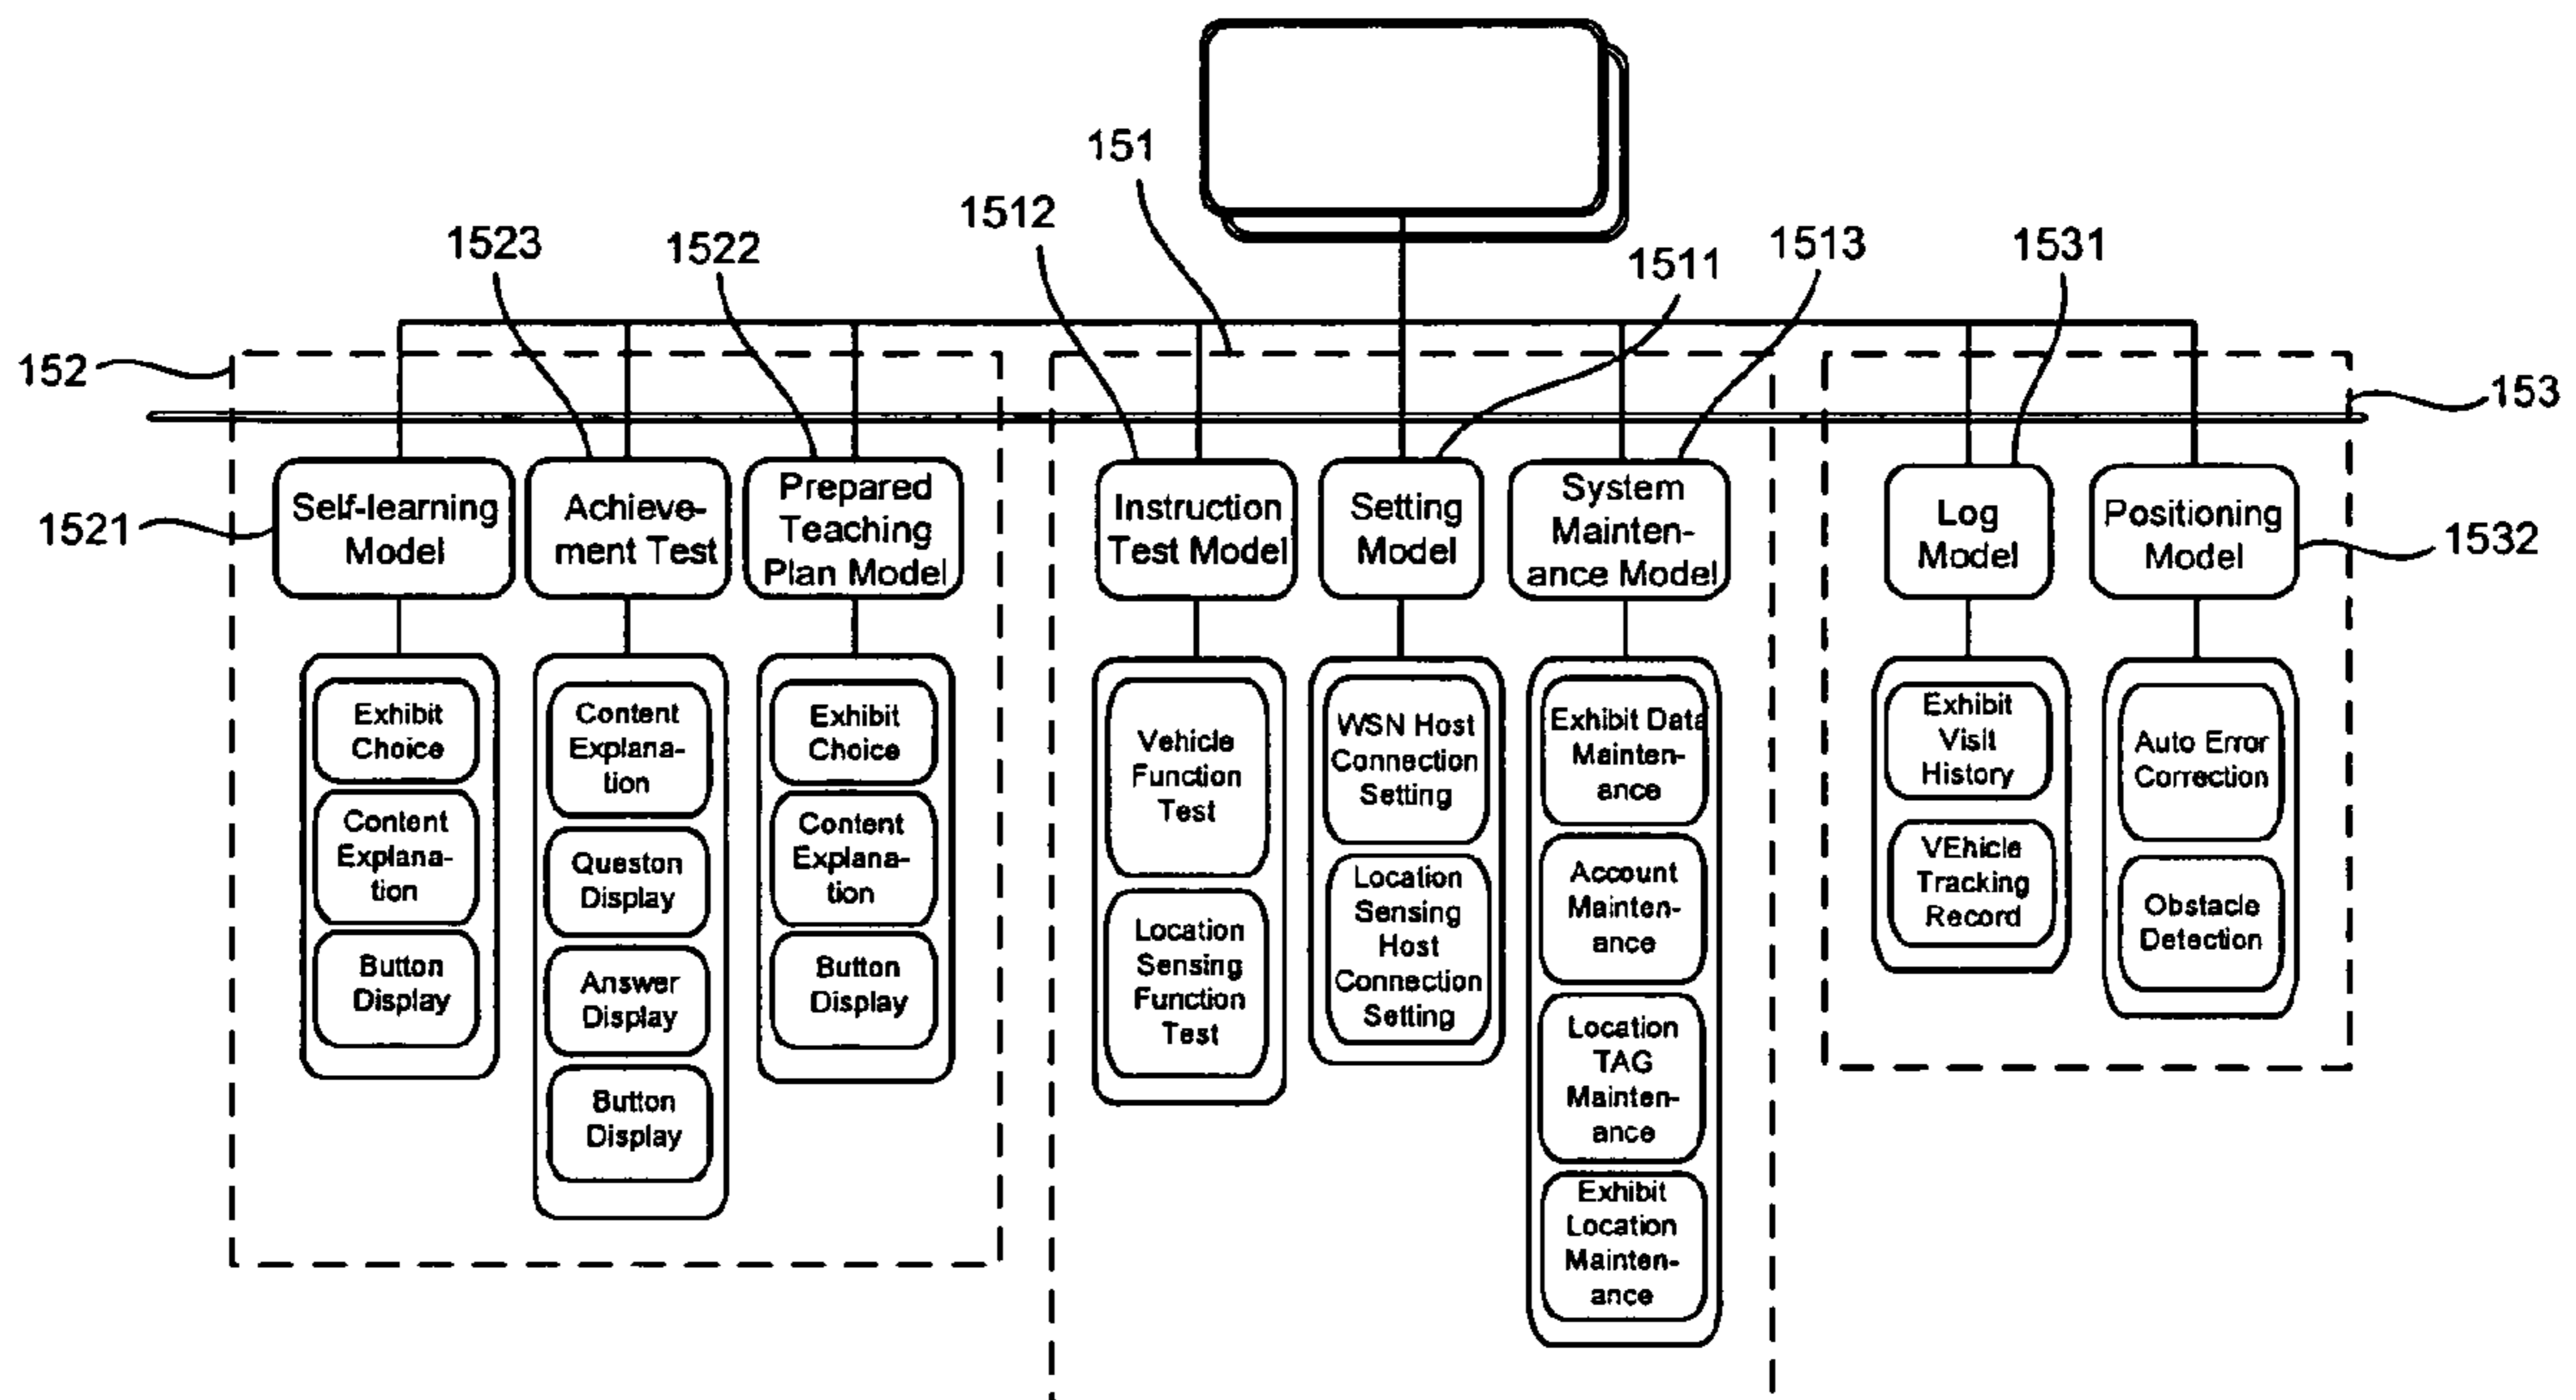 151
1512
1523
1522
1511
1513
1531
152
153
Self-learning
Model
Achieve-
ment Test
Prepared
Teaching
Plan Model
Instruction
Test Model
Setting
Model
System
Mainten-
ance Model
Log
Model
Positioning
Model
1521
1532
Exhibit
Choice
Content
Explana-
tion
Button
Display
Content
Explana-
tion
Queston
Display
Answer
Display
Button
Display
Exhibit
Choice
Content
Explana-
tion
Button
Display
Vehicle
Function
Test
Location
Sensing
Function
Test
WSN Host
Connection
Setting
Location
Sensing
Host
Connection
Setting
Exhibit Data
Mainten-
ance
Account
Mainten-
ance
Location
TAG
Mainten-
ance
Exhibit
Location
Mainten-
ance
Exhibit
Visit
History
VEhicle
Tracking
Record
Auto Error
Correction
Obstacle
Detection